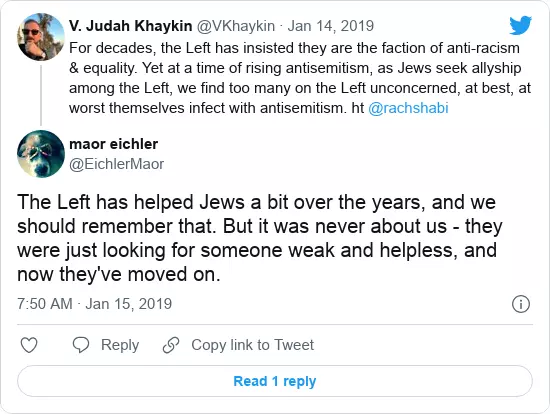 V. Judah Khaykin @VKhaykin · Jan 14, 2019
For decades, the Left has insisted they are the faction of anti-racism
& equality. Yet at a time of rising antisemitism, as Jews seek allyship
among the Left, we find too many on the Left unconcerned, at best, at
worst themselves infect with antisemitism. ht @rachshabi
maor eichler
@EichlerMaor
The Left has helped Jews a bit over the years, and we
should remember that. But it was never about us - they
were just looking for someone weak and helpless, and
now they've moved on.
7:50 AM · Jan 15, 2019
Reply Copy link to Tweet
Read 1 reply